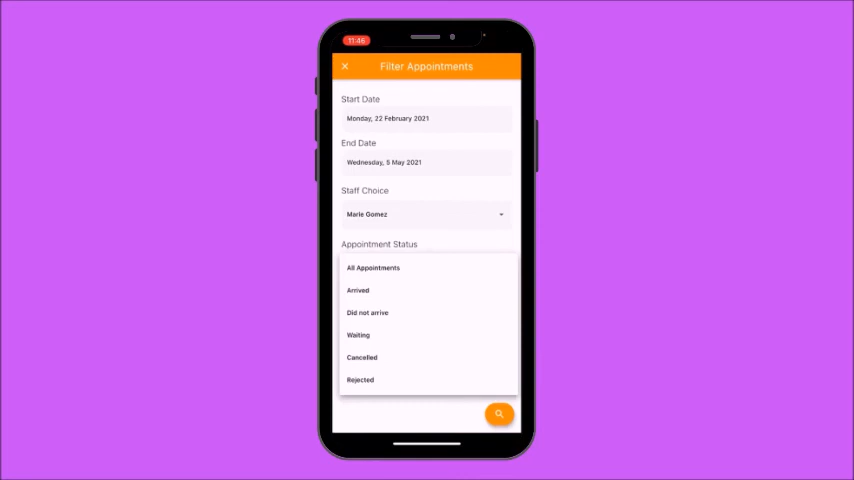 11:46
Filter Appointments
Start Date
Monday, 22 February 2021
End Date
Wednesday, 5 May 2021
Staff Choice
Marie Gomez
Appointment Status
All Appointments
Arrived
Did not arrive
Waiting
Cancelled
Rejected